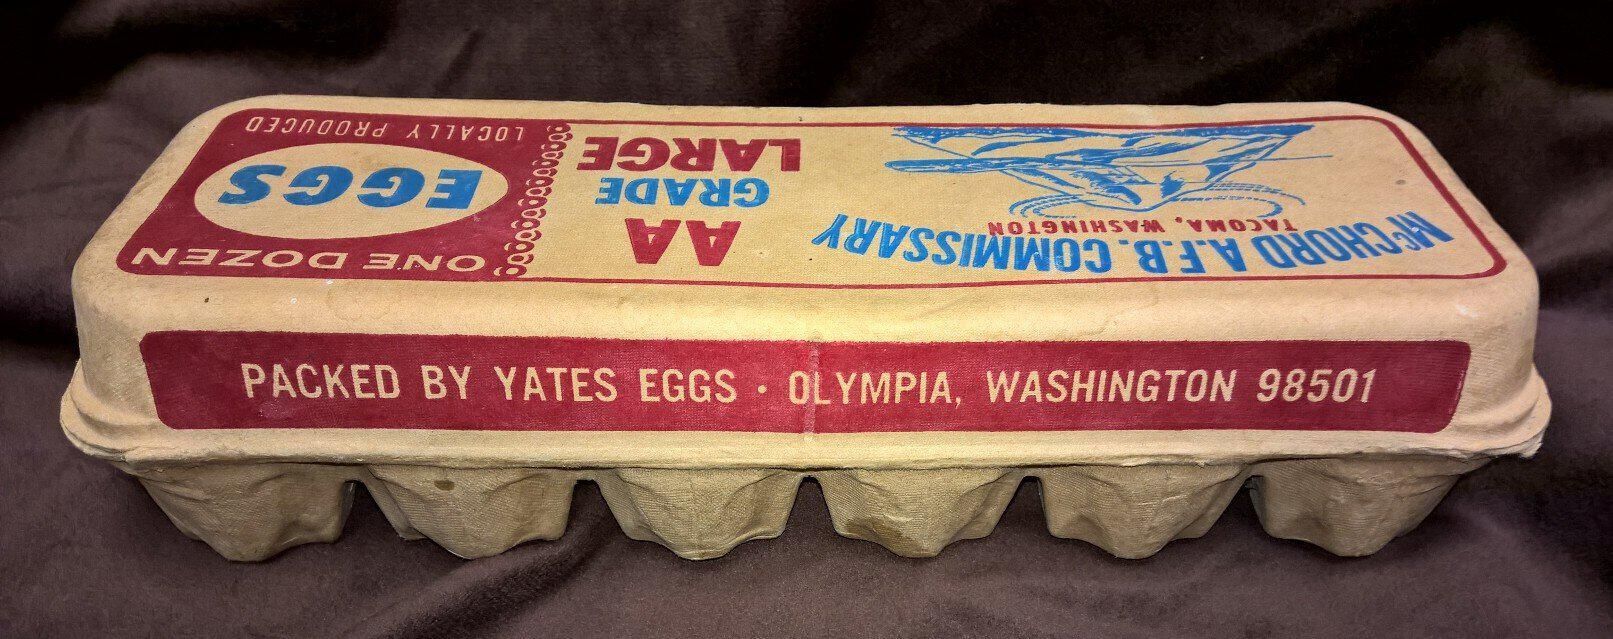 McCHORD A.F.B. COMMISSARY
TACOMA, WASHINGTON
AA
GRADE
LARGE
ONE DOZEN
EGGS
LOCALLY PRODUCED
PACKED BY YATES EGGS · OLYMPIA, WASHINGTON 98501